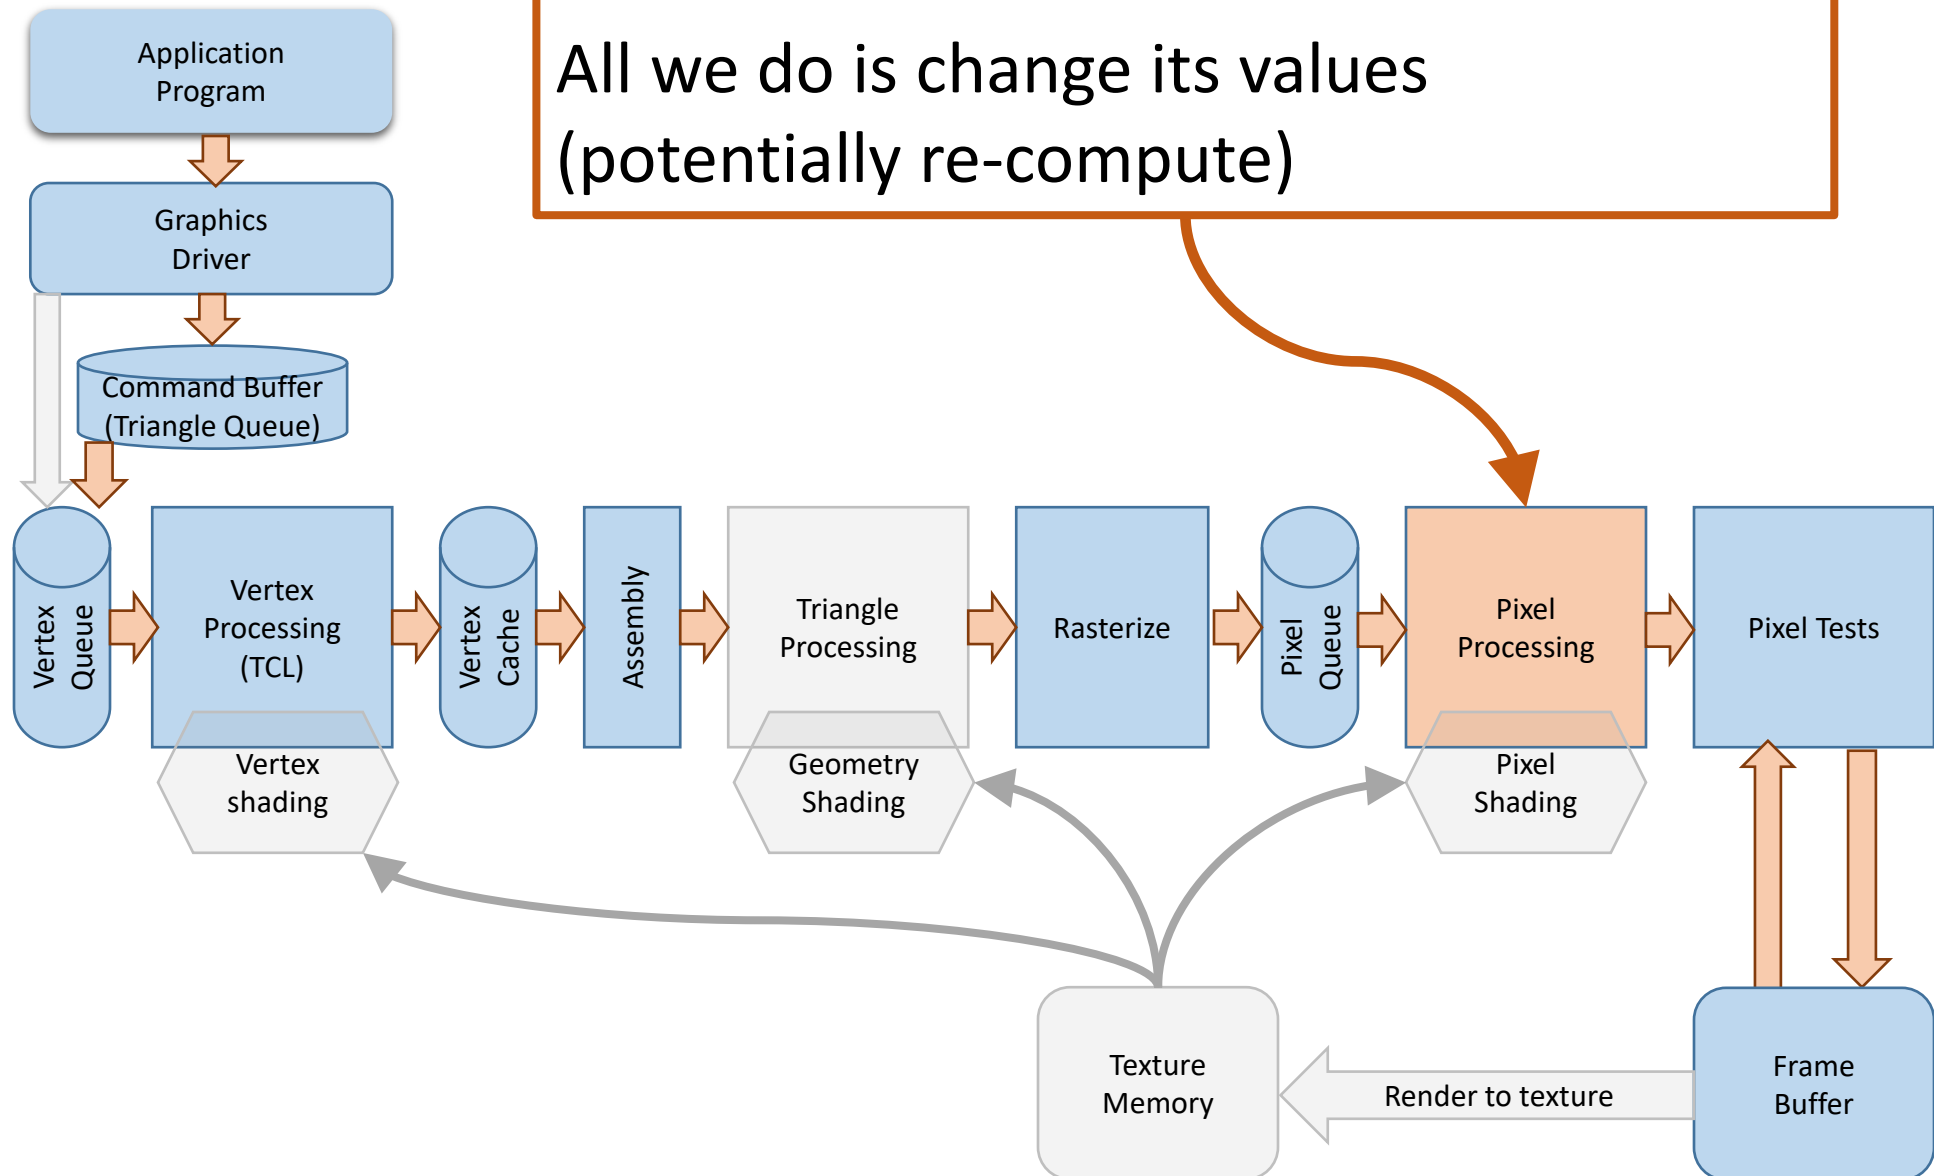 Application
Program
All we do is change its values
(potentially re-compute)
Graphics
Driver
Command Buffer
(Triangle Queue)
Vertex
Queue
Vertex
Processing
(TCL)
Vertex
Cache
Assembly
Triangle
Processing
Rasterize
Pixel
Queue
Pixel
Processing
Pixel Tests
Vertex
shading
Geometry
Shading
Pixel
Shading
Texture
Memory
Render to texture
Frame
Buffer